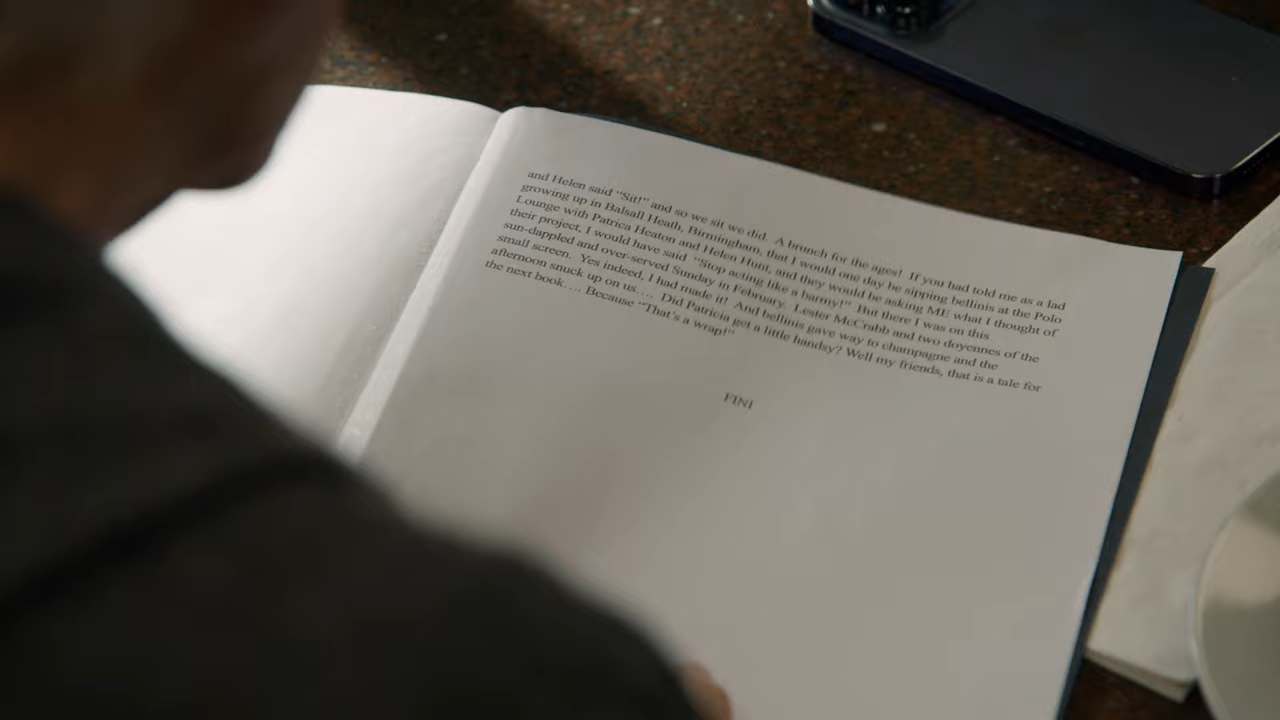 and Helen said "Sit!" and so we sit we did. A brunch for the ages! If you had told me as a lad
growing up in Balsall Heath, Birmingham, that I would one day be sipping bellinis at the Polo
Lounge with Patrica Heaton and Helen Hunt, and they would be asking ME what I thought of
their project, I would have said "Stop acting like a barmy!" But there I was on this
sun-dappled and over-served Sunday in February. Lester McCrabb and two doyennes of the
small screen. Yes indeed, I had made it! And bellinis gave way to champagne and the
afternoon snuck up on us.... Did Patricia get a little handsy? Well my friends, that is a tale for
the next book.... Because "That's a wrap!"
FINI